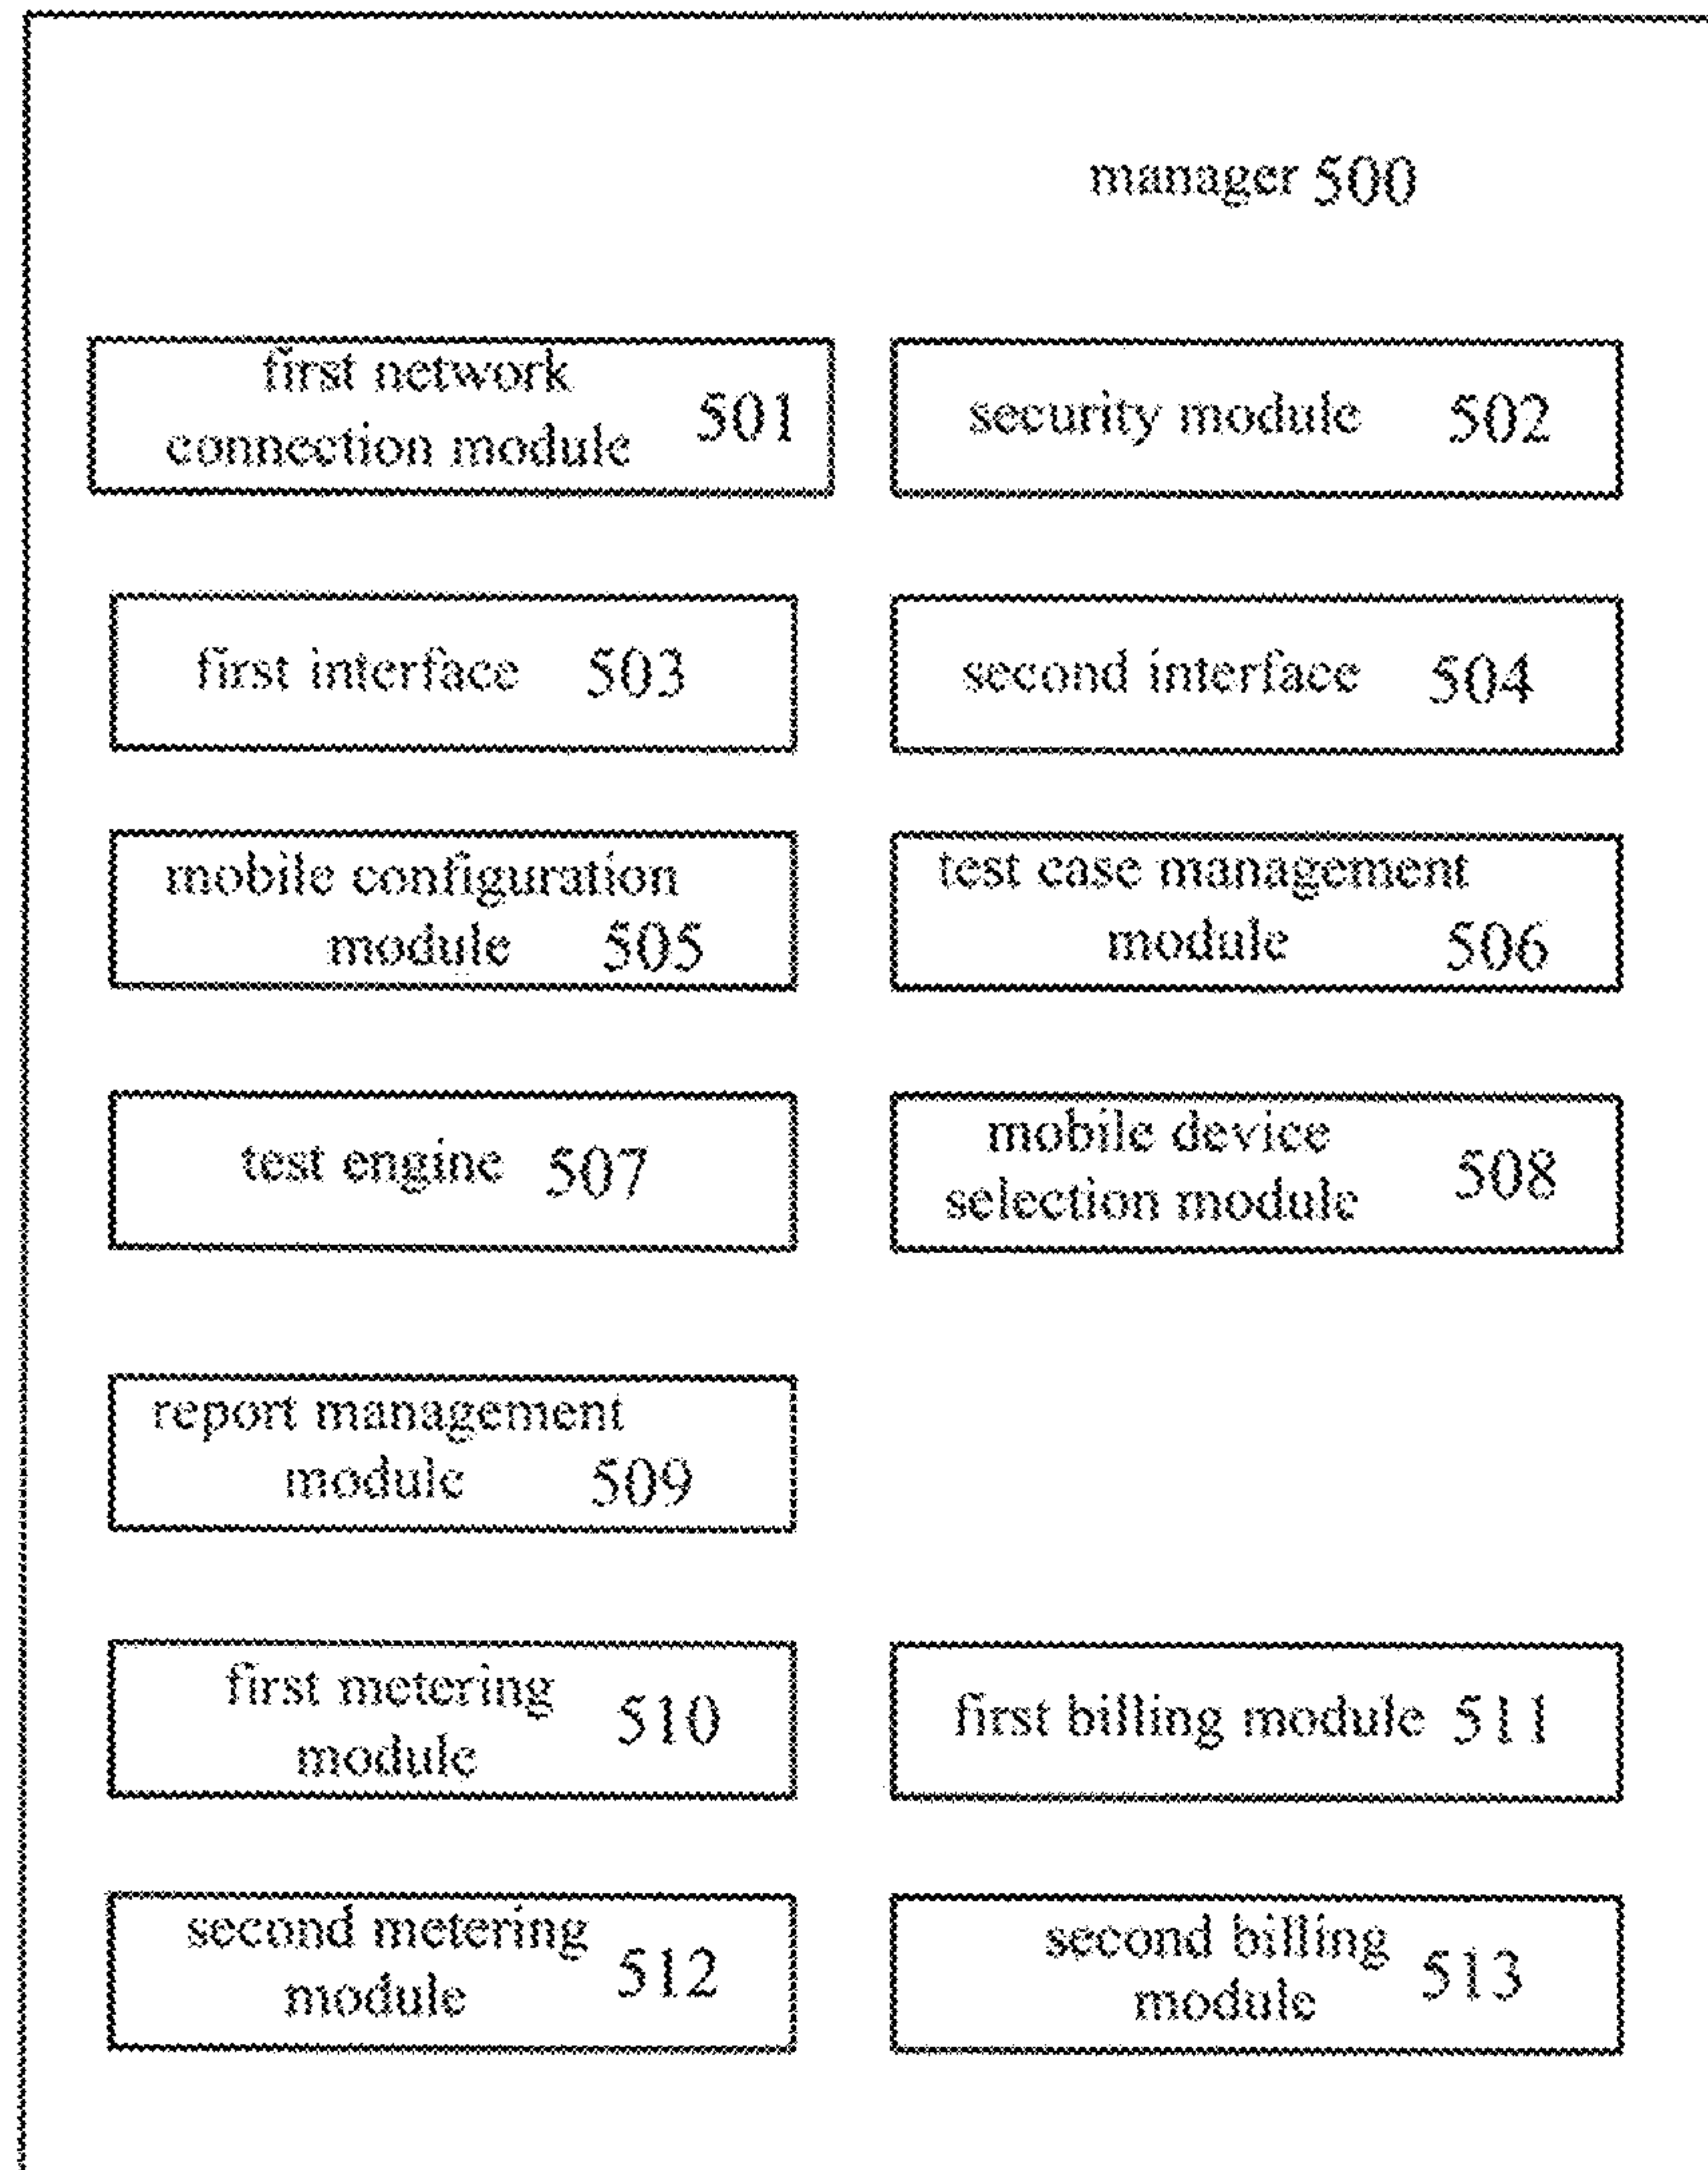 manager 500
first network
connection module 501
security module 502
first interface 503
second interface 504
mobile configuration
module 505
test case management
module 506
test engine 507
mobile device
selection module 508
report management
module 509
first metering
module 510
first billing module 511
second metering
module 512
second billing
module 513